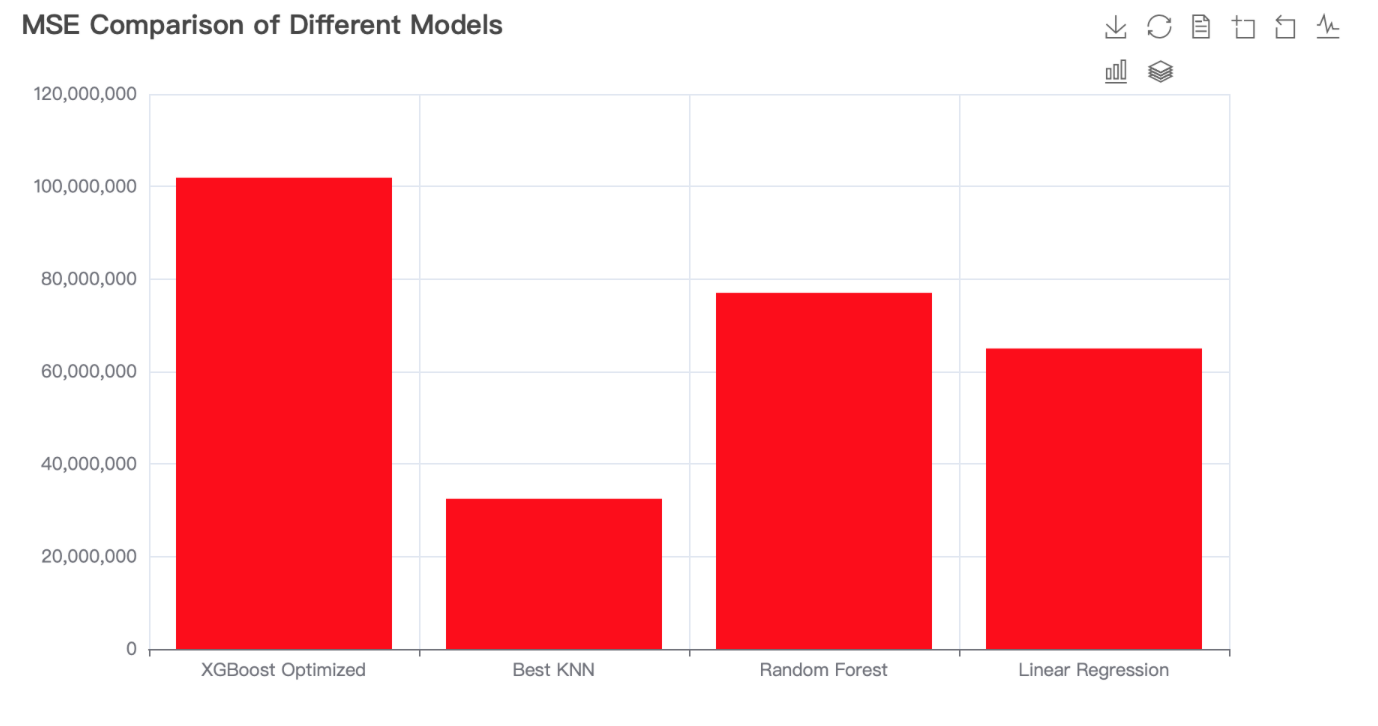 MSE Comparison of Different Models
120,000,000
100,000,000
80,000,000
60,000,000
40,000,000
20,000,000
0
XGBoost Optimized
Best KNN
Random Forest
Linear Regression